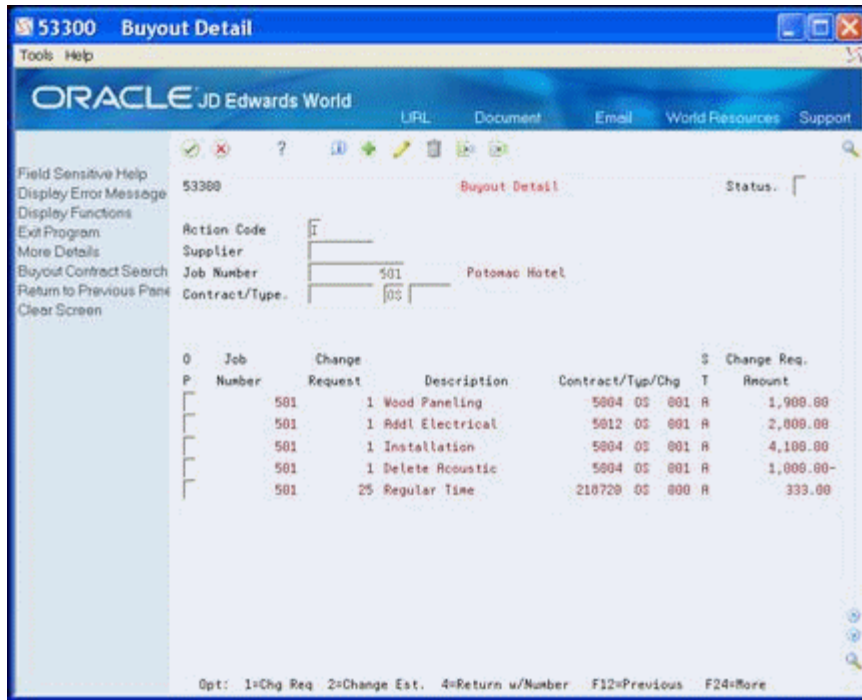 53300 Buyout Detail
Tools Help
ORACLE JD Edwards World
URL Document Email World Resources Support
?
Field Sensitive Help
Display Error Message
Display Functions
Exit Program
More Details
Buyout Contract Search
Return to Previous Pane
Clear Screen
53300 Buyout Detail Status.
Action Code I
Supplier
Job Number 501 Potomac Hotel
Contract/Type. OS
O Job Change S Change Req.
P Number Request Description Contract/Typ/Chg T Amount
501 1 Wood Paneling 5004 OS 001 A 1,900.00
501 1 Addl Electrical 5012 OS 001 A 2,800.00
501 1 Installation 5004 OS 001 A 4,100.00
501 1 Delete Acoustic 5004 OS 001 A 1,000.00-
501 25 Regular Time 218720 OS 000 A 333.00
Opt: 1=Chg Req 2=Change Est. 4=Return w/Number F12=Previous F24=More